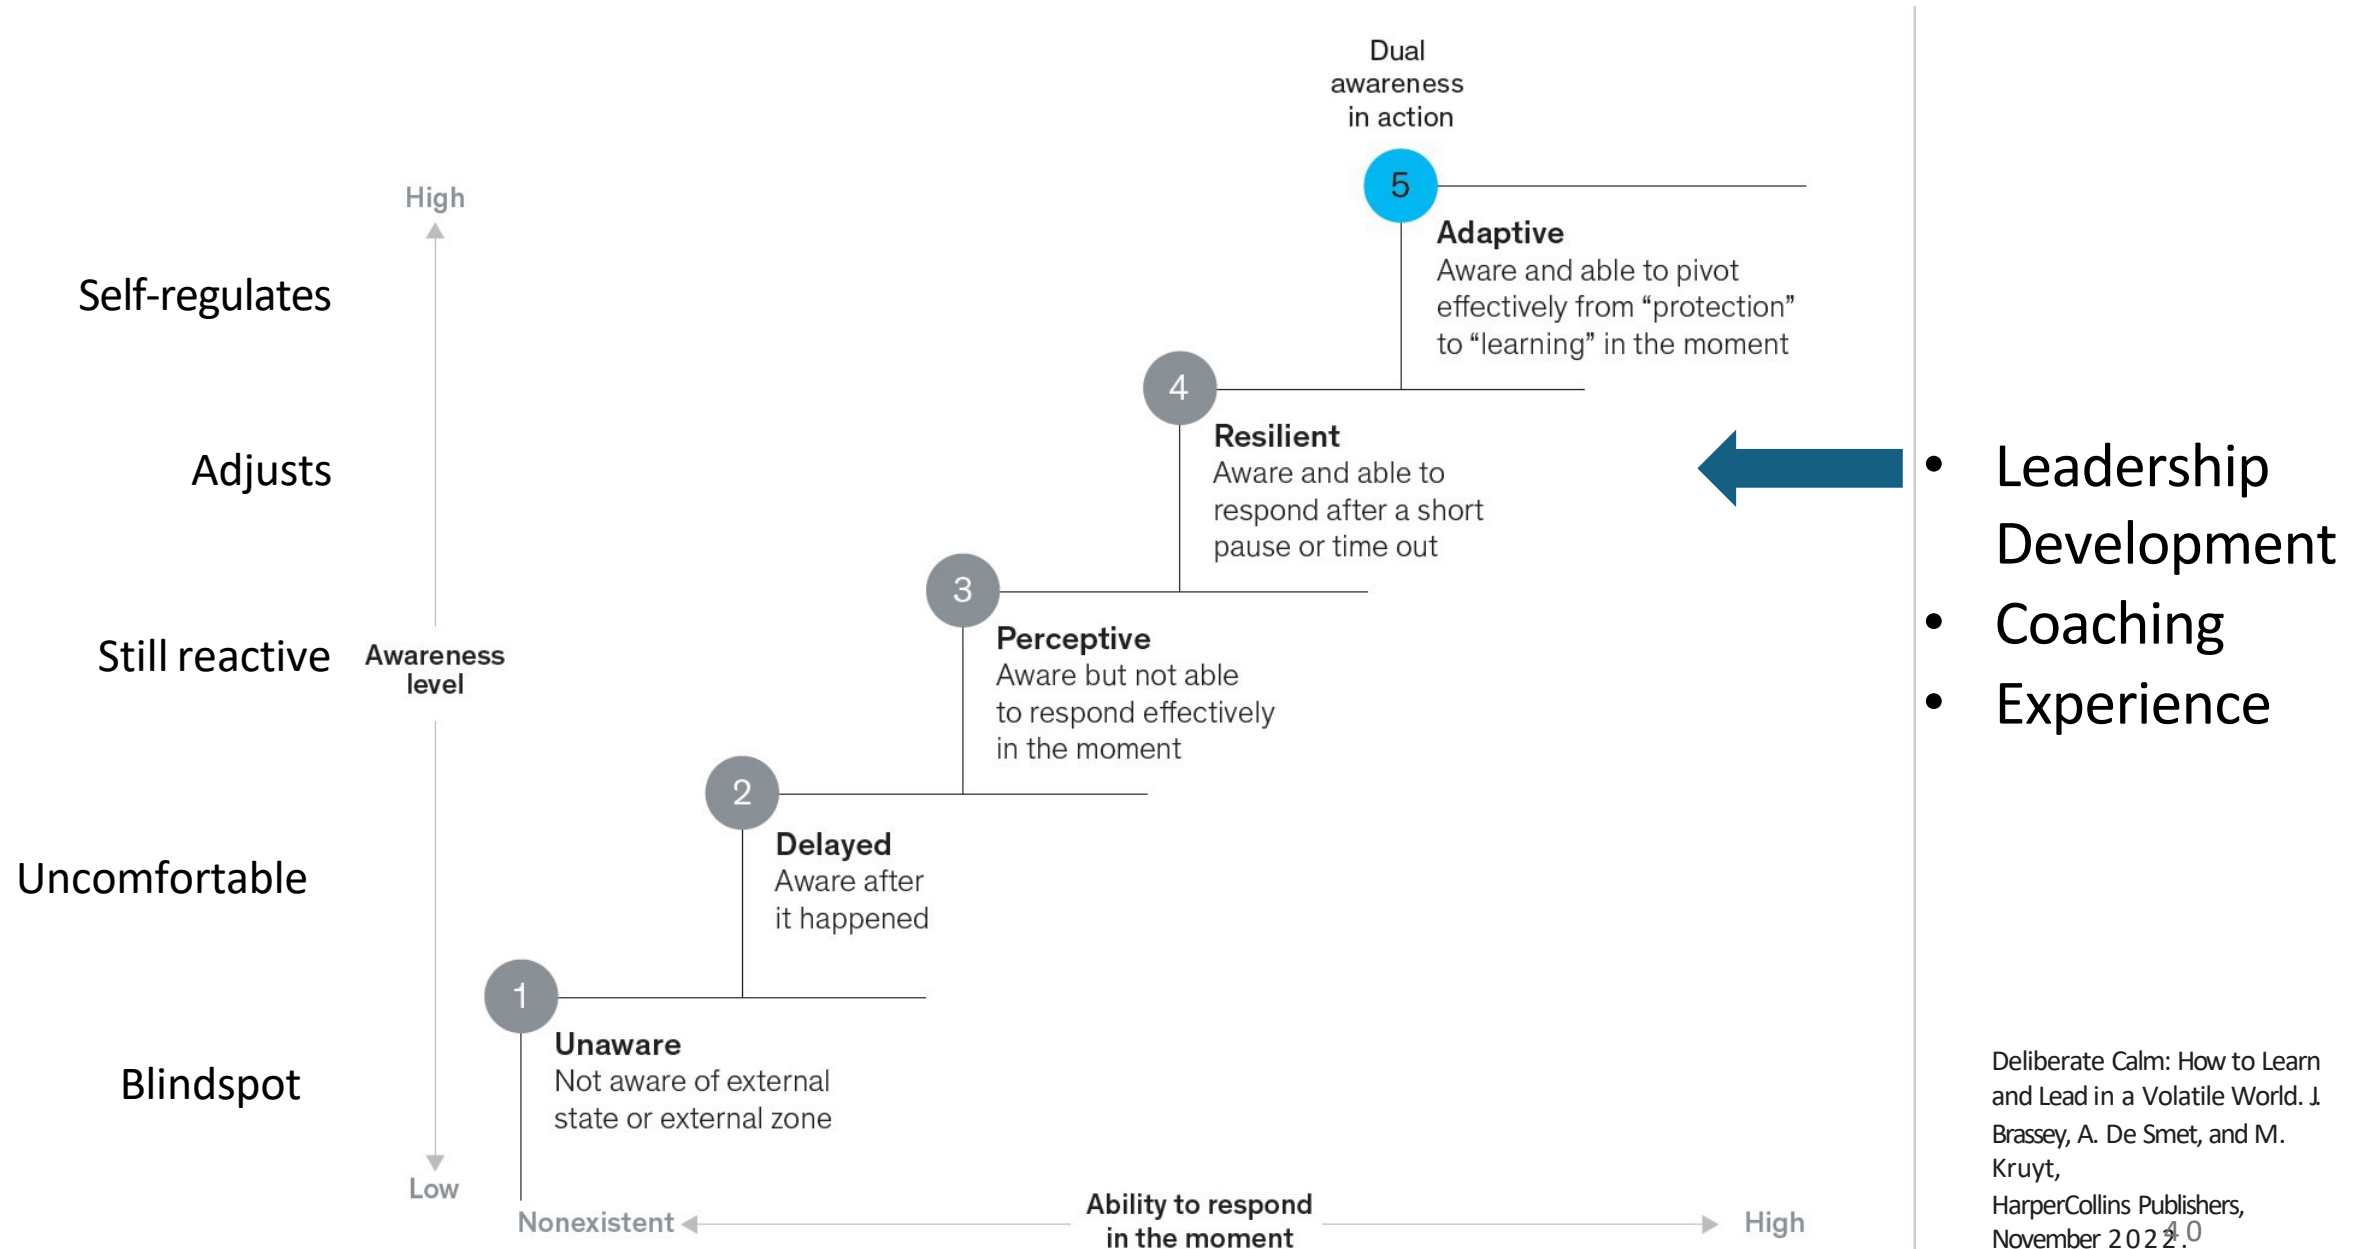 Dual
awareness
in action
High
5
Adaptive
Aware and able to pivot
effectively from “protection”
to “learning” in the moment
Self-regulates
4
Resilient
Aware and able to
respond after a short
pause or time out
Adjusts
• Leadership
Development
• Coaching
• Experience
3
Perceptive
Aware but not able
to respond effectively
in the moment
Still reactive
Awareness
level
2
Delayed
Aware after
it happened
Uncomfortable
1
Unaware
Not aware of external
state or external zone
Blindspot
Low
Nonexistent
Ability to respond
in the moment
High
Deliberate Calm: How to Learn
and Lead in a Volatile World. J.
Brassey, A. De Smet, and M.
Kruyt,
HarperCollins Publishers,
November 2022.
40